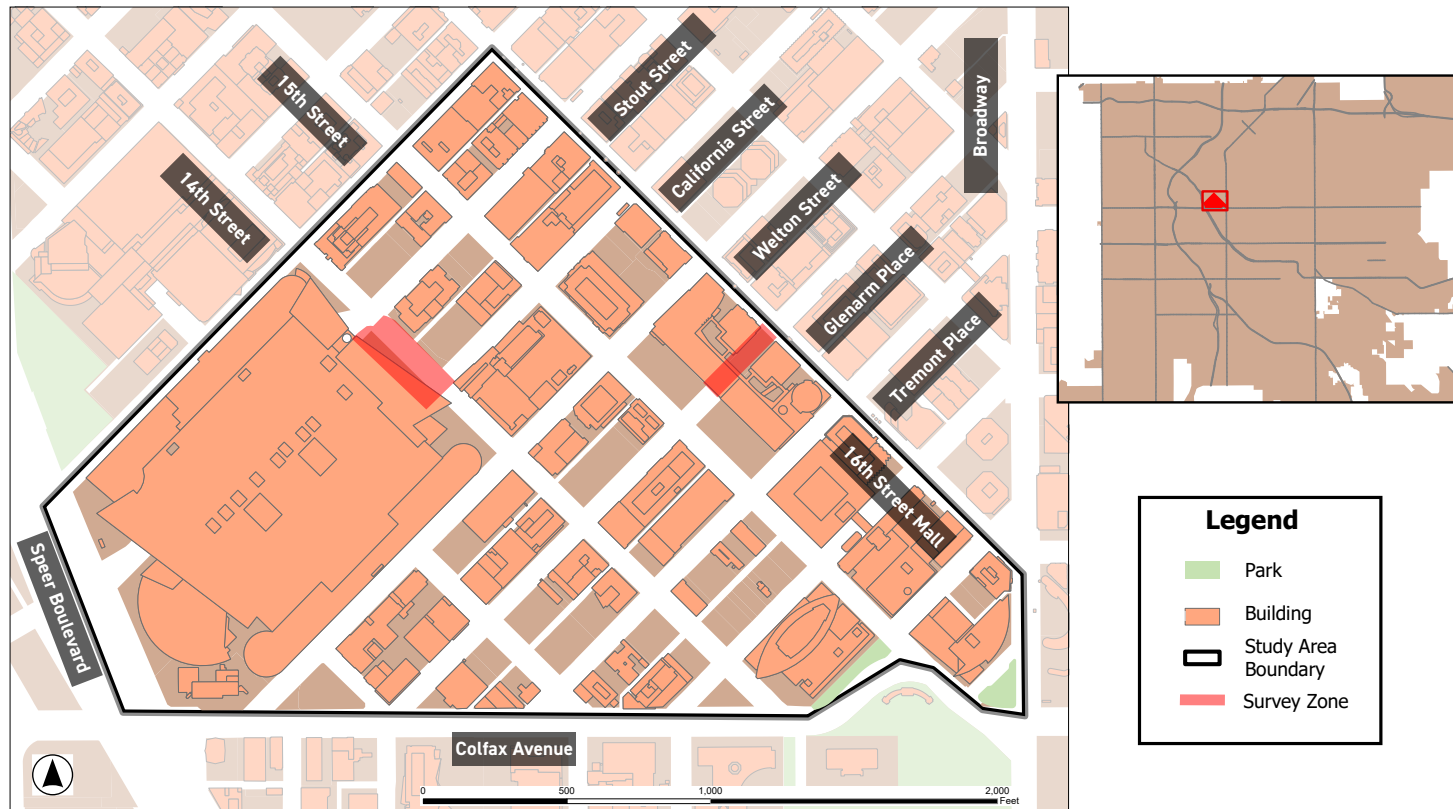 15th Street
14th Street
Stout Street
California Street
Welton Street
Glenarm Place
Tremont Place
Broadway
16th Street Mall
Speer Boulevard
Colfax Avenue
0 500 1,000 2,000
Feet
Legend
Park
Building
Study Area
Boundary
Survey Zone